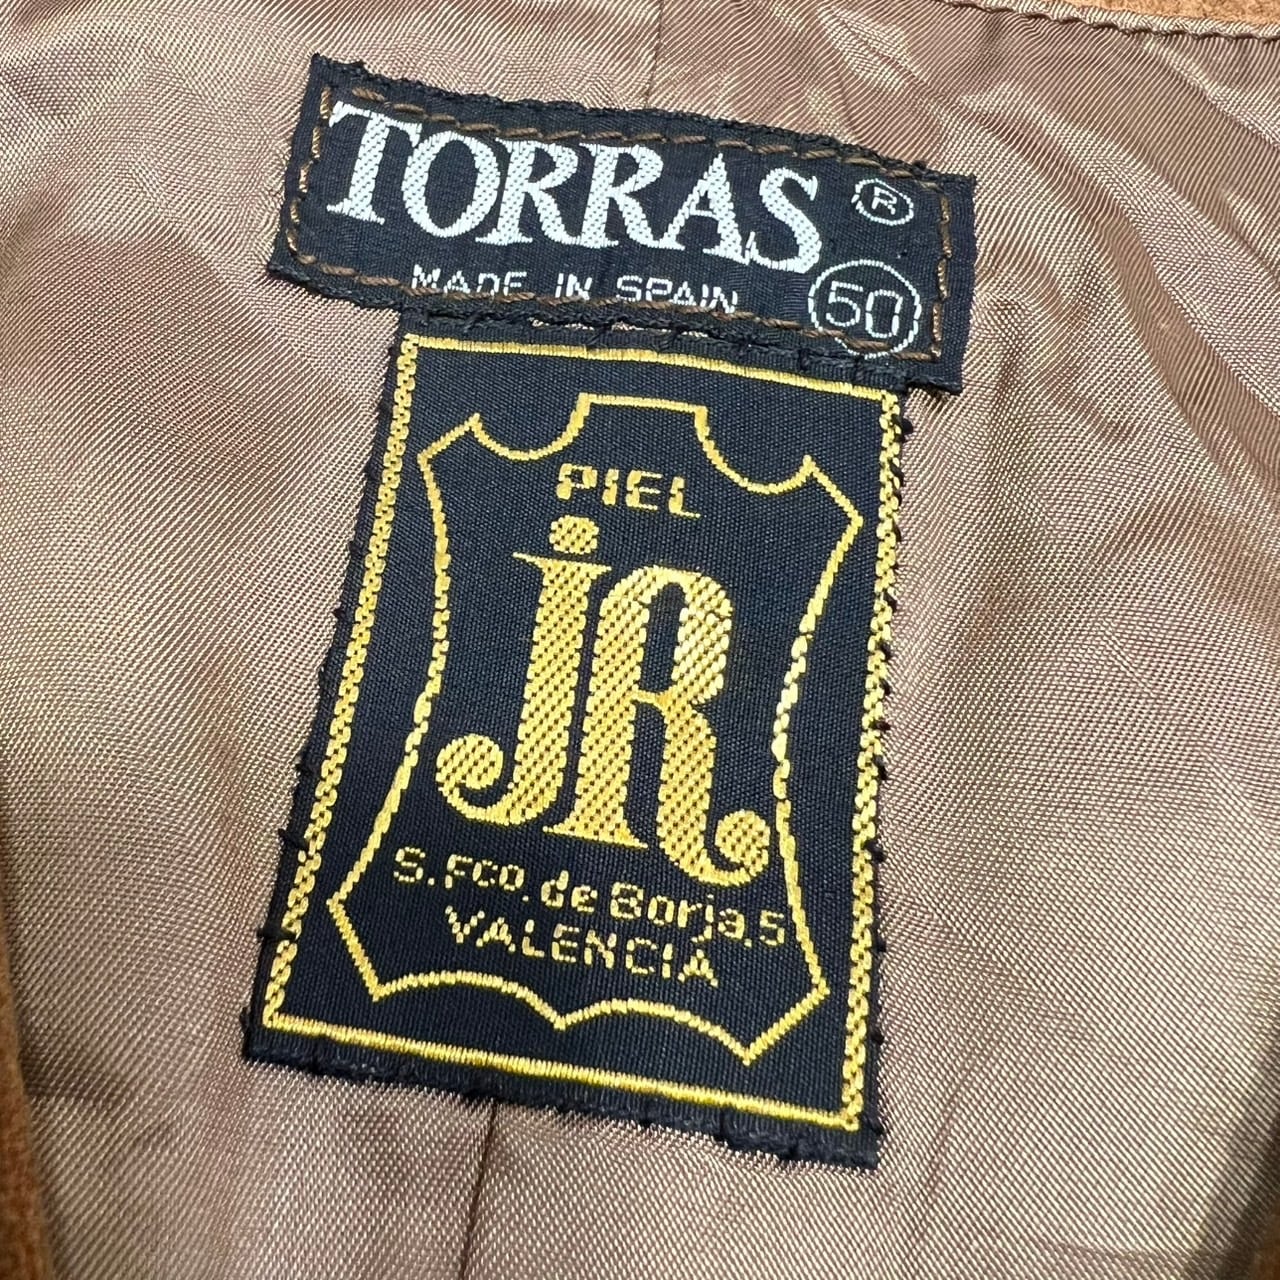 TORRAS ®
MADE IN SPAIN 50
PIEL
jR
S. Fco. de Borja, 5
VALENCIA